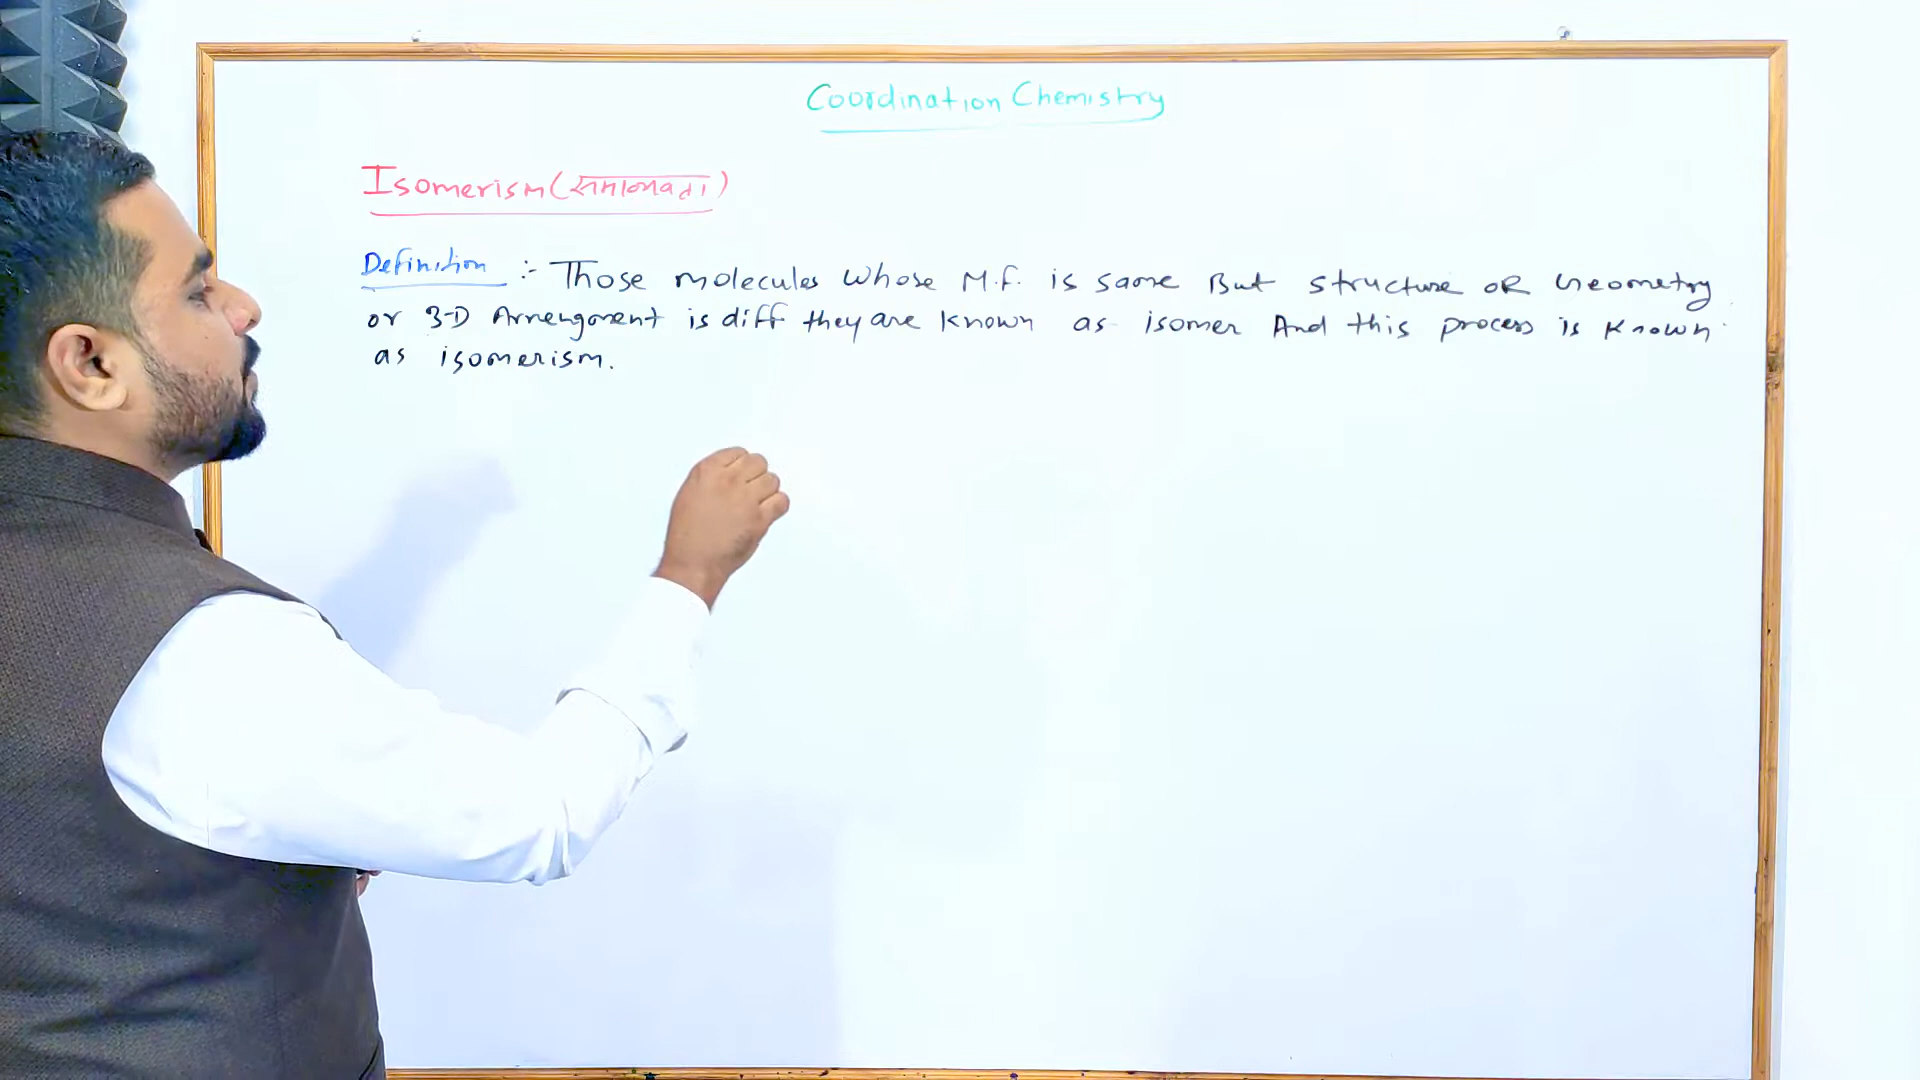 Coordination Chemistry
Isomerism (समावयवता)
Definition :- Those molecules whose M.F. is same But structure OR Geometry
or 3-D Arrengoment is diff they are known as isomer And this process is known
as isomerism.